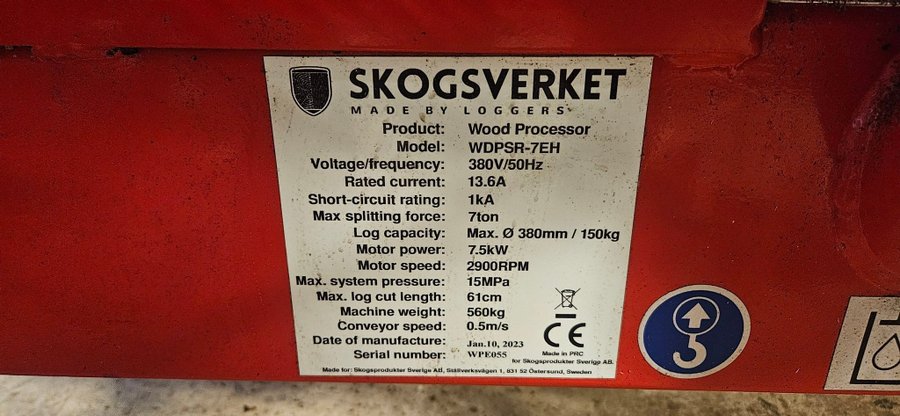 SKOGSVERKET
MADE BY LOGGERS
Product: Wood Processor
Model: WDPSR-7EH
Voltage/frequency: 380V/50Hz
Rated current: 13.6A
Short-circuit rating: 1kA
Max splitting force: 7ton
Log capacity: Max. Ø 380mm / 150kg
Motor power: 7.5kW
Motor speed: 2900RPM
Max. system pressure: 15MPa
Max. log cut length: 61cm
Machine weight: 560kg
Conveyor speed: 0.5m/s
Date of manufacture: Jan.10, 2023
Serial number: WPE055
CE
Made in PRC
for Skogsprodukter Sverige AB.
Made for: Skogsprodukter Sverige AB, Ställverksvägen 1, 831 52 Östersund, Sweden